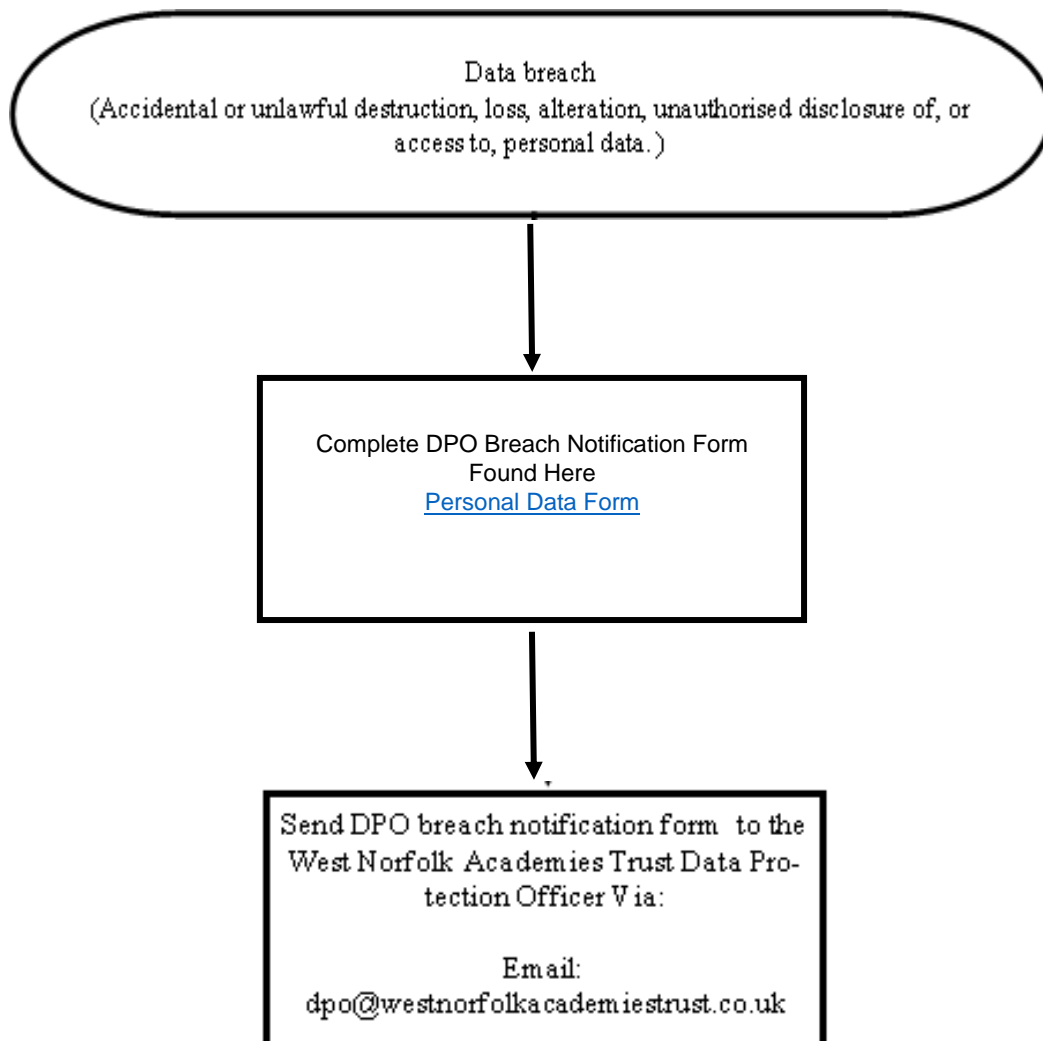 Data breach
(Accidental or unlawful destruction, loss, alteration, unauthorised disclosure of, or
access to, personal data.)
Complete DPO Breach Notification Form
Found Here
Personal Data Form
Send DPO breach notification form to the
West Norfolk Academies Trust Data Pro-
tection Officer Via:
Email:
dpo@westnorfolkacademiestrust.co.uk